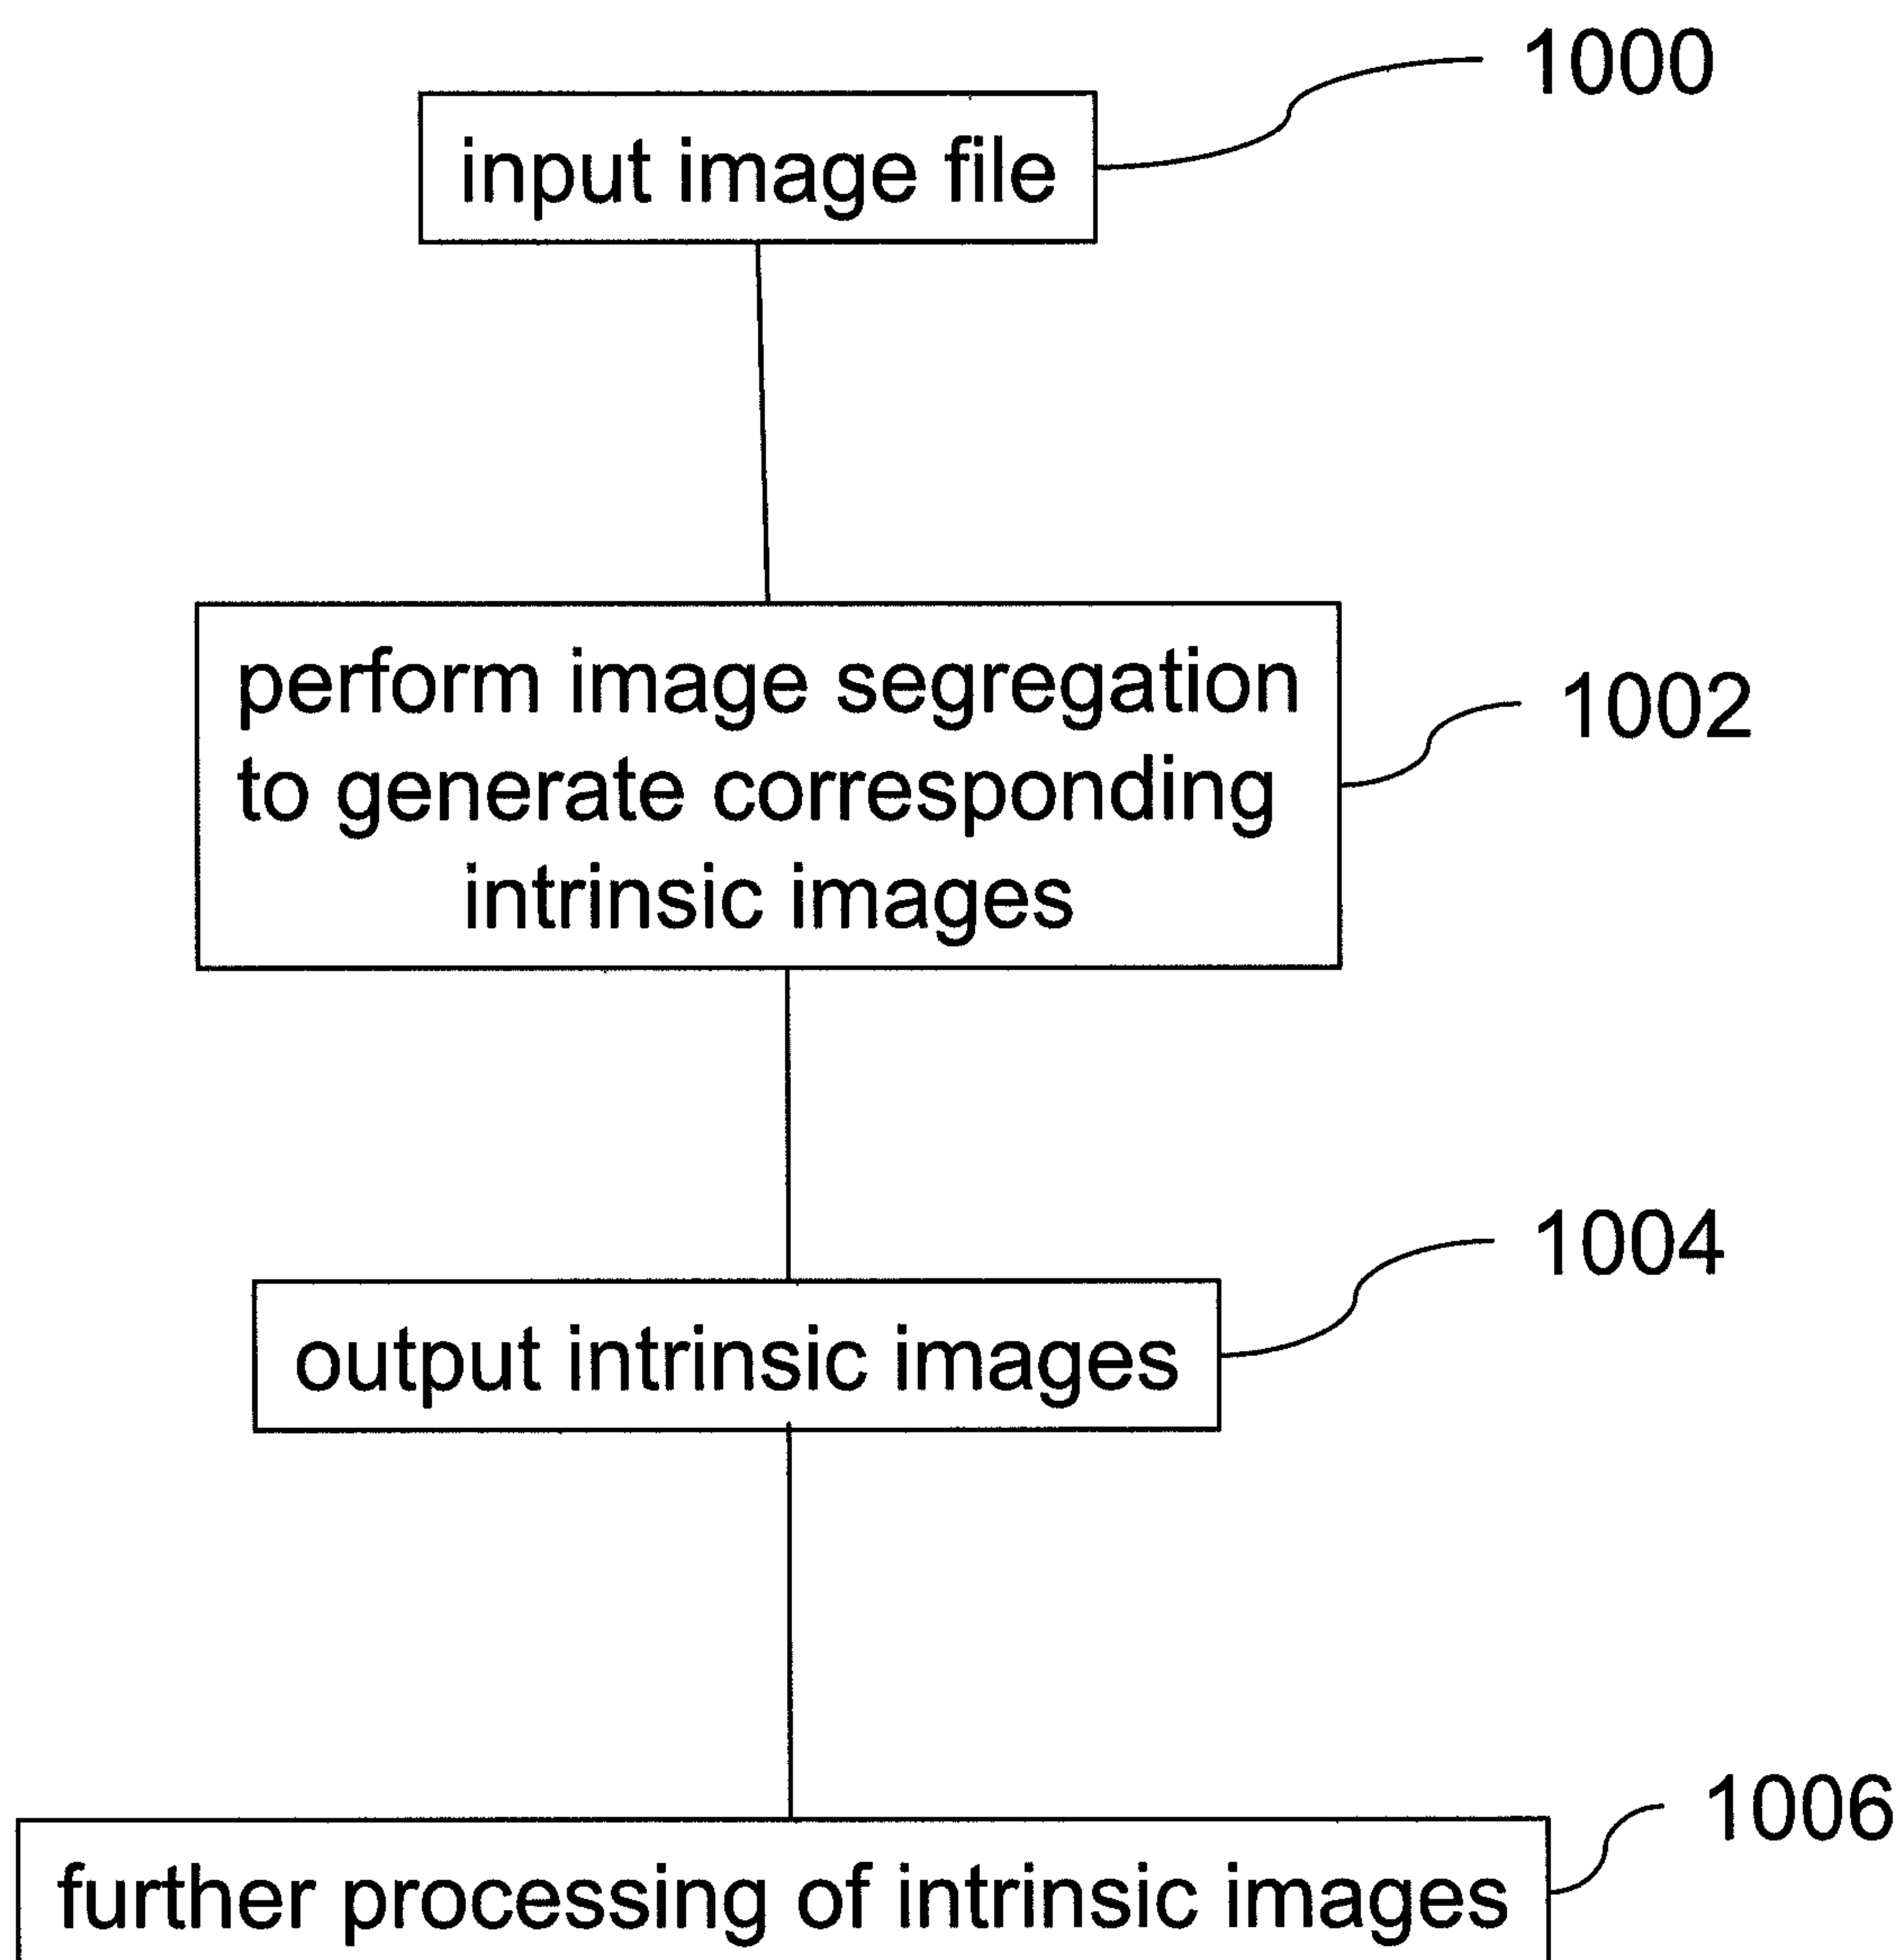 1000
input image file
perform image segregation
to generate corresponding
intrinsic images
1002
1004
output intrinsic images
1006
further processing of intrinsic images